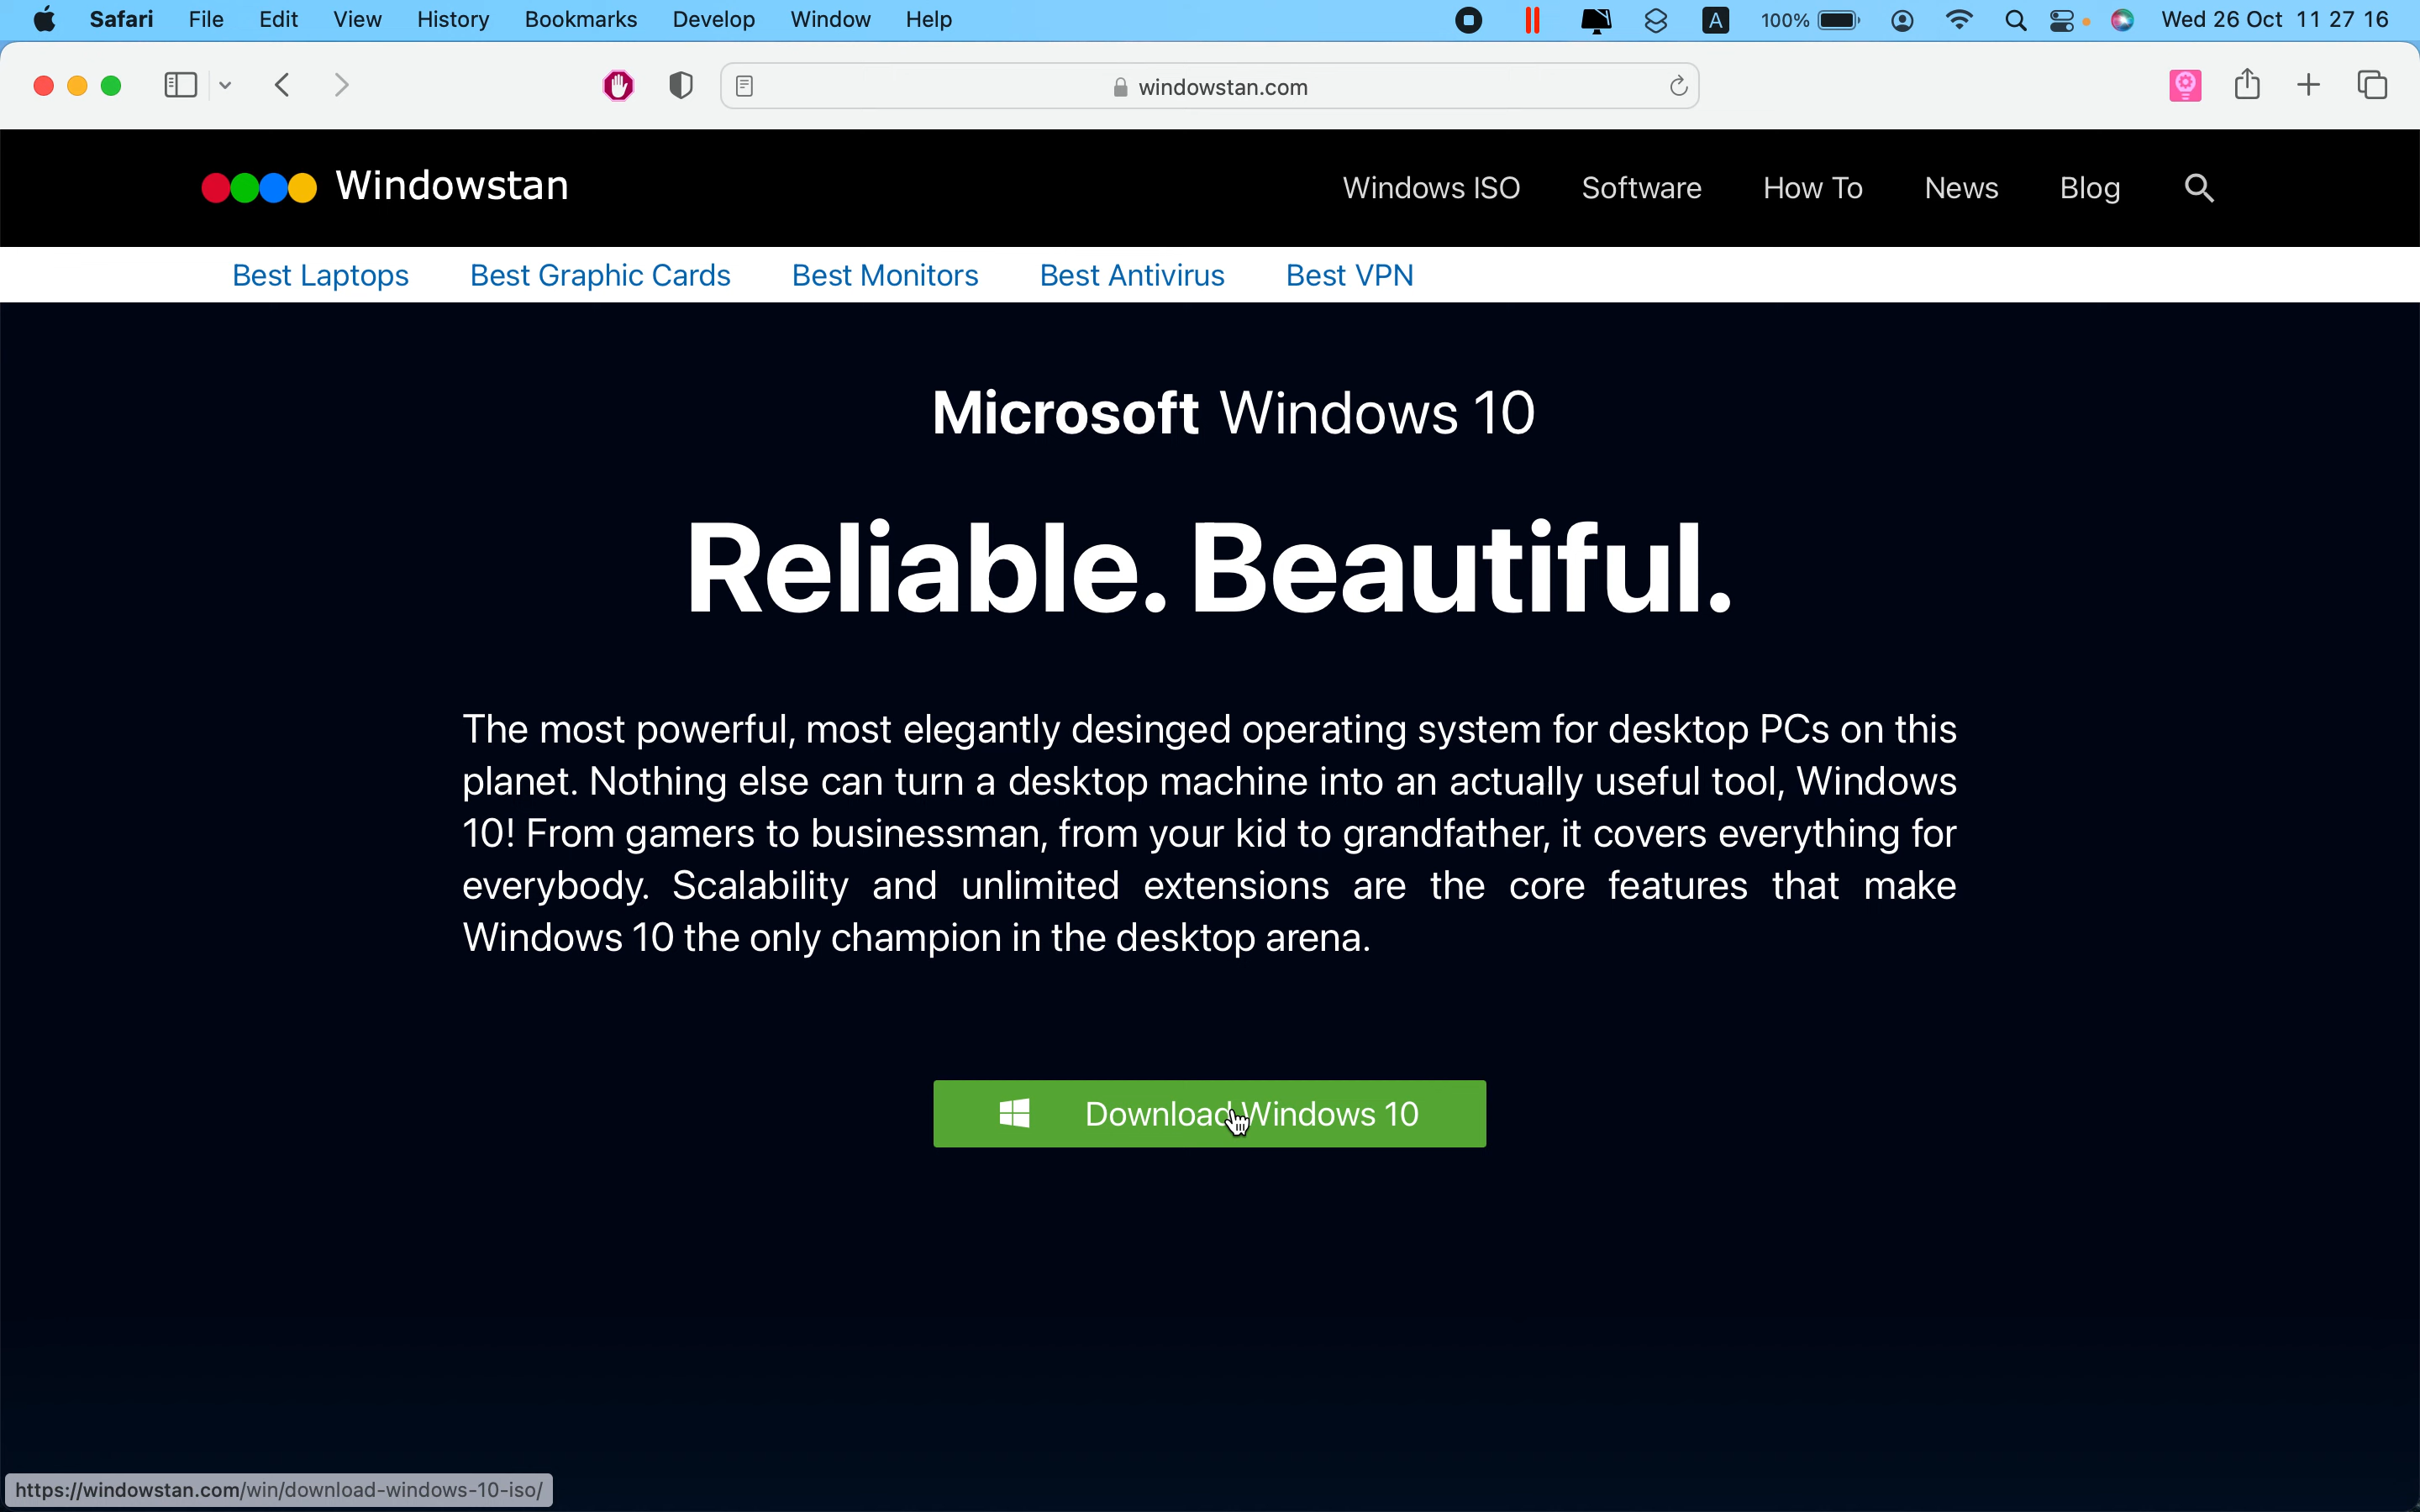 Safari File Edit View History Bookmarks Develop Window Help A 100% Wed 26 Oct 11 27 16
windowstan.com
Windowstan Windows ISO Software How To News Blog
Best Laptops Best Graphic Cards Best Monitors Best Antivirus Best VPN
Microsoft Windows 10
Reliable. Beautiful.
The most powerful, most elegantly desinged operating system for desktop PCs on this
planet. Nothing else can turn a desktop machine into an actually useful tool, Windows
10! From gamers to businessman, from your kid to grandfather, it covers everything for
everybody. Scalability and unlimited extensions are the core features that make
Windows 10 the only champion in the desktop arena.
Download Windows 10
https://windowstan.com/win/download-windows-10-iso/